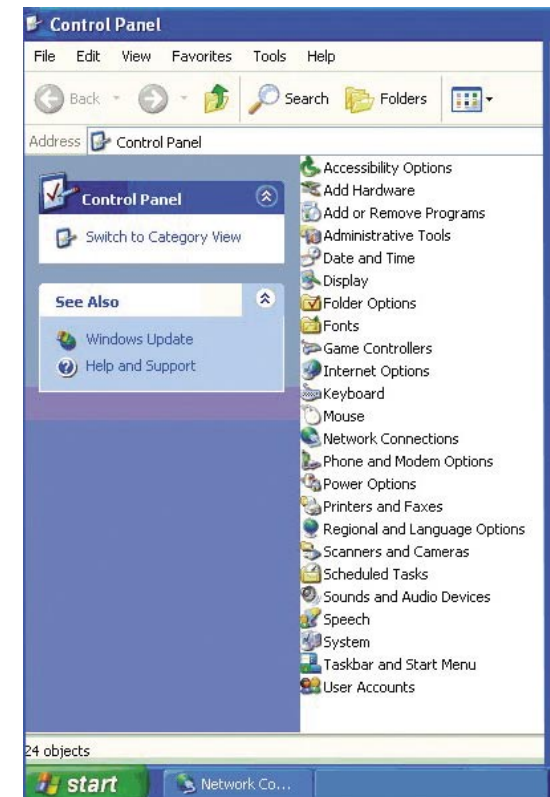 Control Panel
File Edit View Favorites Tools Help
Back Search Folders
Address Control Panel
Control Panel
Switch to Category View
See Also
Windows Update
Help and Support
Accessibility Options
Add Hardware
Add or Remove Programs
Administrative Tools
Date and Time
Display
Folder Options
Fonts
Game Controllers
Internet Options
Keyboard
Mouse
Network Connections
Phone and Modem Options
Power Options
Printers and Faxes
Regional and Language Options
Scanners and Cameras
Scheduled Tasks
Sounds and Audio Devices
Speech
System
Taskbar and Start Menu
User Accounts
24 objects
start Network Co...